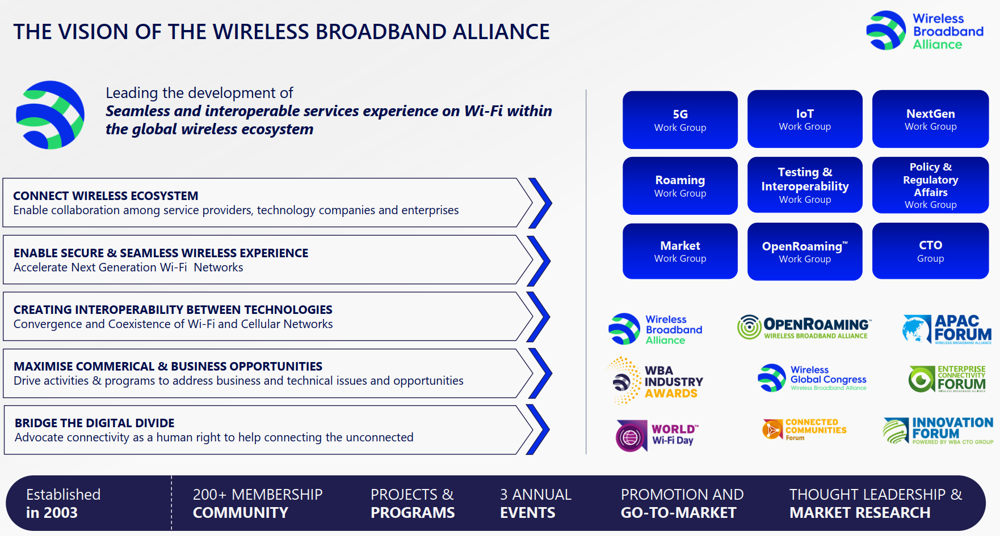 THE VISION OF THE WIRELESS BROADBAND ALLIANCE
Wireless
Broadband
Alliance
Leading the development of
Seamless and interoperable services experience on Wi-Fi within
the global wireless ecosystem
CONNECT WIRELESS ECOSYSTEM
Enable collaboration among service providers, technology companies and enterprises
ENABLE SECURE & SEAMLESS WIRELESS EXPERIENCE
Accelerate Next Generation Wi-Fi  Networks
CREATING INTEROPERABILITY BETWEEN TECHNOLOGIES
Convergence and Coexistence of Wi-Fi and Cellular Networks
MAXIMISE COMMERICAL & BUSINESS OPPORTUNITIES
Drive activities & programs to address business and technical issues and opportunities
BRIDGE THE DIGITAL DIVIDE
Advocate connectivity as a human right to help connecting the unconnected
5G
Work Group
IoT
Work Group
NextGen
Work Group
Roaming
Work Group
Testing &
Interoperability
Work Group
Policy &
Regulatory
Affairs
Work Group
Market
Work Group
OpenRoaming™
Work Group
CTO
Group
Wireless
Broadband
Alliance
OPENROAMING™
WIRELESS BROADBAND ALLIANCE
APAC
FORUM
WIRELESS BROADBAND ALLIANCE
WBA
INDUSTRY
AWARDS
Wireless
Global Congress
Wireless Broadband Alliance
ENTERPRISE
CONNECTIVITY
FORUM
WIRELESS BROADBAND ALLIANCE
WORLD™
Wi-Fi Day
CONNECTED
COMMUNITIES
Forum
INNOVATION
FORUM
POWERED BY WBA CTO GROUP
Established
in 2003
200+ MEMBERSHIP
COMMUNITY
PROJECTS &
PROGRAMS
3 ANNUAL
EVENTS
PROMOTION AND
GO-TO-MARKET
THOUGHT LEADERSHIP &
MARKET RESEARCH